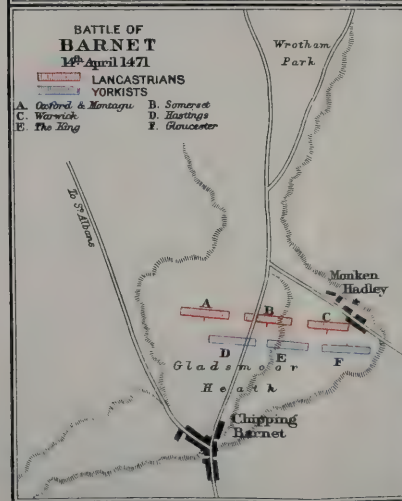 BATTLE OF
BARNET
14th April 1471
LANCASTRIANS
YORKISTS
A. Oxford & Montagu B. Somerset
C. Warwick D. Hastings
E. The King F. Gloucester
Wrotham
Park
To St. Albans
Monken
Hadley
A
B
C
D
E
F
Gladsmoor
Heath
Chipping
Barnet